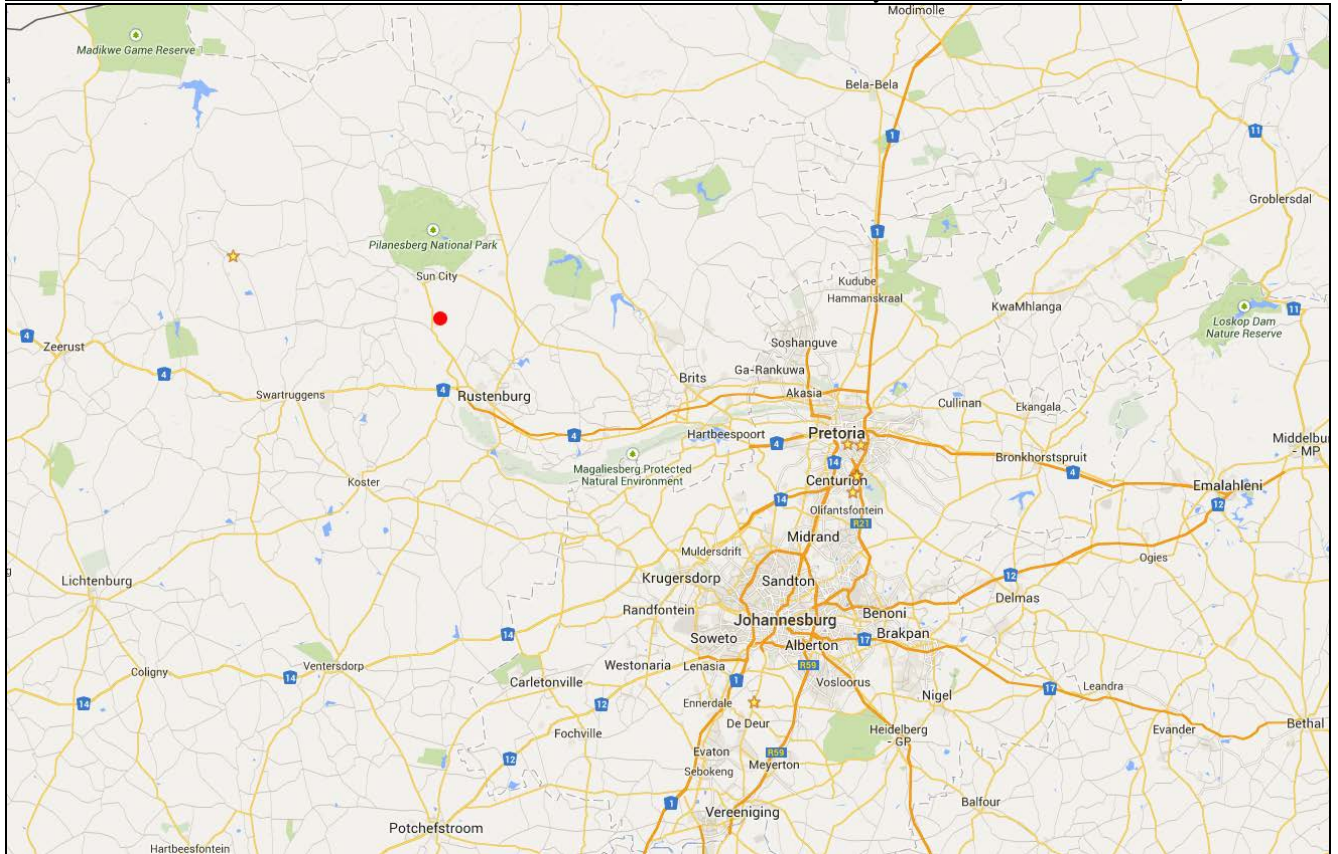 Modimolle
Madikwe Game Reserve
Bela-Bela
1
11
Groblersdal
1
Pilanesberg National Park
Sun City
Kudube
Hammanskraal
KwaMhlanga
11
Loskop Dam
Nature Reserve
4
Zeerust
Soshanguve
4
Ga-Rankuwa
Brits
Akasia
Swartruggens
4
Rustenburg
Cullinan
Ekangala
4
Hartbeespoort
4
Pretoria
Middelbu
- MP
14
Bronkhorstspruit
4
Magaliesberg Protected
Natural Environment
Koster
Centurion
Emalahleni
14
12
Olifantsfontein
R21
Midrand
Muldersdrift
Ogies
g
Lichtenburg
Krugersdorp
Sandton
12
Delmas
Randfontein
Benoni
Johannesburg
14
Soweto
Alberton
17
Brakpan
Ventersdorp
Westonaria
Lenasia
R59
Coligny
14
Carletonville
1
Vosloorus
17
Leandra
Nigel
14
12
Ennerdale
De Deur
Heidelberg
- GP
Evander
Bethal
Fochville
Evaton
R59
12
Sebokeng
Meyerton
1
Vereeniging
Balfour
Potchefstroom
Hartbeesfontein